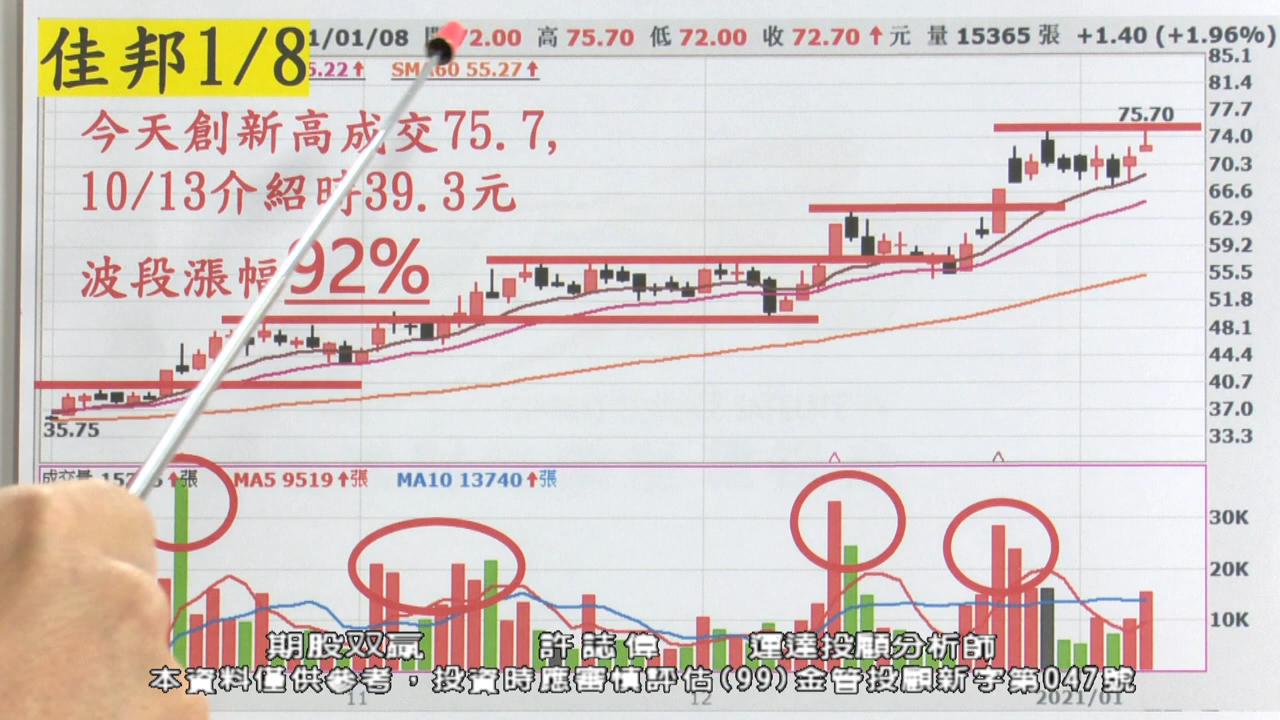 佳邦1/8
1/01/08 2.00 高 75.70 低 72.00 收 72.70↑元 量 15365 張 +1.40 (+1.96%)
5.22↑ SMA60 55.27↑
今天創新高成交75.7,
10/13介紹時39.3元
波段漲幅92%
75.70
35.75
85.1
81.4
77.7
74.0
70.3
66.6
62.9
59.2
55.5
51.8
48.1
44.4
40.7
37.0
33.3
成交量 ↑張 MA5 9519↑張 MA10 13740↑張
30K
20K
10K
期股双贏 許誌偉 運達投顧分析師
本資料僅供參考，投資時應審慎評估(99)金管投顧新字第047號
11 12 2021/01